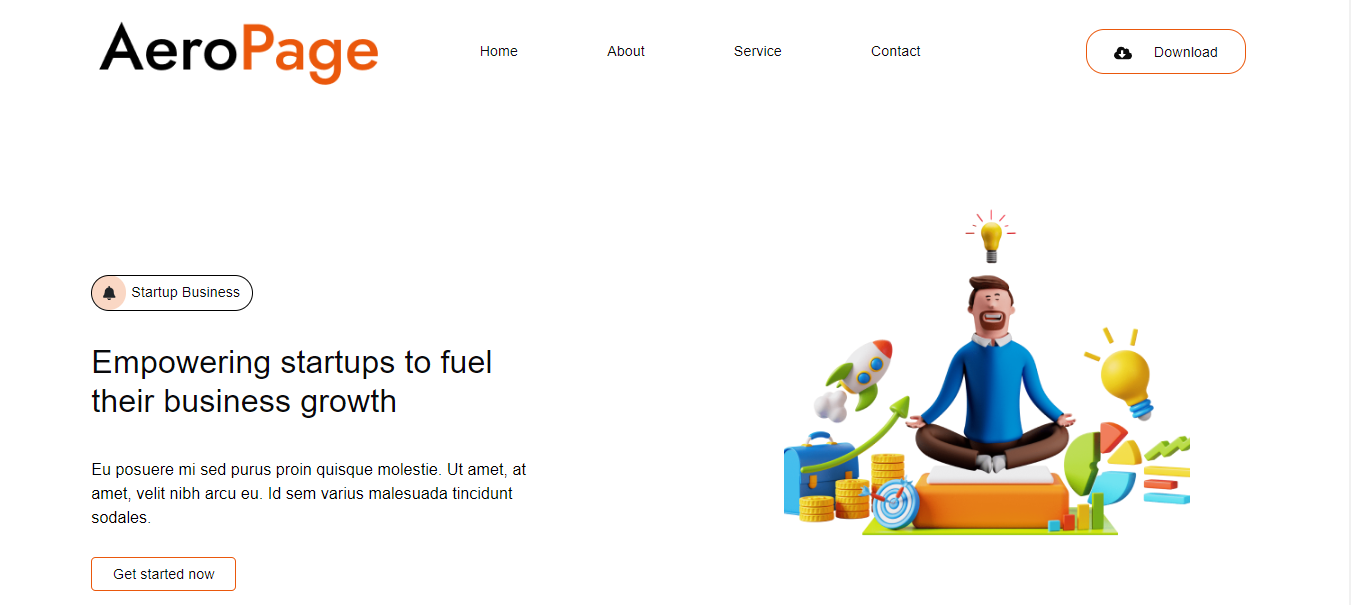 AeroPage
Home
About
Service
Contact
Download
Startup Business
Empowering startups to fuel
their business growth
Eu posuere mi sed purus proin quisque molestie. Ut amet, at
amet, velit nibh arcu eu. Id sem varius malesuada tincidunt
sodales.
Get started now